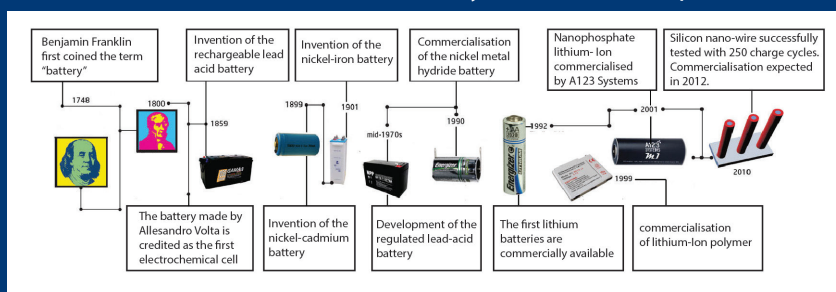 Benjamin Franklin
first coined the term
"battery"
Invention of the
rechargeable lead
acid battery
Invention of the
nickel-iron battery
Commercialisation
of the nickel metal
hydride battery
Nanophosphate
lithium- Ion
commercialised
by A123 Systems
Silicon nano-wire successfully
tested with 250 charge cycles.
Commercialisation expected
in 2012.
1748
1800
1859
1899
1901
mid-1970s
1990
1992
2001
1999
2010
Energizer
Energizer
A123
SYSTEMS
M1
The battery made by
Allesandro Volta is
credited as the first
electrochemical cell
Invention of the
nickel-cadmium
battery
Development of the
regulated lead-acid
battery
The first lithium
batteries are
commercially available
commercialisation
of lithium-Ion polymer